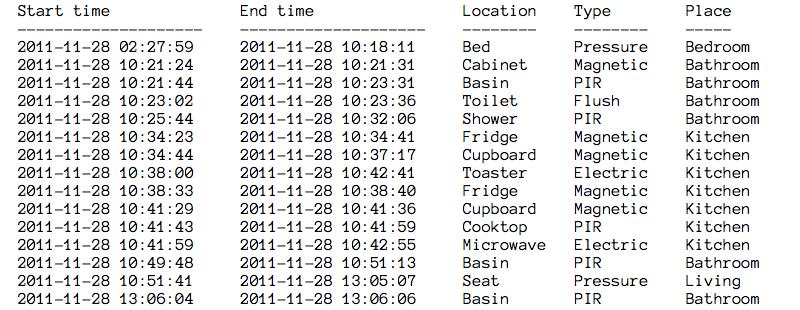 Start time End time Location Type Place
-------------------- -------------------- -------- -------- -----
2011-11-28 02:27:59 2011-11-28 10:18:11 Bed Pressure Bedroom
2011-11-28 10:21:24 2011-11-28 10:21:31 Cabinet Magnetic Bathroom
2011-11-28 10:21:44 2011-11-28 10:23:31 Basin PIR Bathroom
2011-11-28 10:23:02 2011-11-28 10:23:36 Toilet Flush Bathroom
2011-11-28 10:25:44 2011-11-28 10:32:06 Shower PIR Bathroom
2011-11-28 10:34:23 2011-11-28 10:34:41 Fridge Magnetic Kitchen
2011-11-28 10:34:44 2011-11-28 10:37:17 Cupboard Magnetic Kitchen
2011-11-28 10:38:00 2011-11-28 10:42:41 Toaster Electric Kitchen
2011-11-28 10:38:33 2011-11-28 10:38:40 Fridge Magnetic Kitchen
2011-11-28 10:41:29 2011-11-28 10:41:36 Cupboard Magnetic Kitchen
2011-11-28 10:41:43 2011-11-28 10:41:59 Cooktop PIR Kitchen
2011-11-28 10:41:59 2011-11-28 10:42:55 Microwave Electric Kitchen
2011-11-28 10:49:48 2011-11-28 10:51:13 Basin PIR Bathroom
2011-11-28 10:51:41 2011-11-28 13:05:07 Seat Pressure Living
2011-11-28 13:06:04 2011-11-28 13:06:06 Basin PIR Bathroom